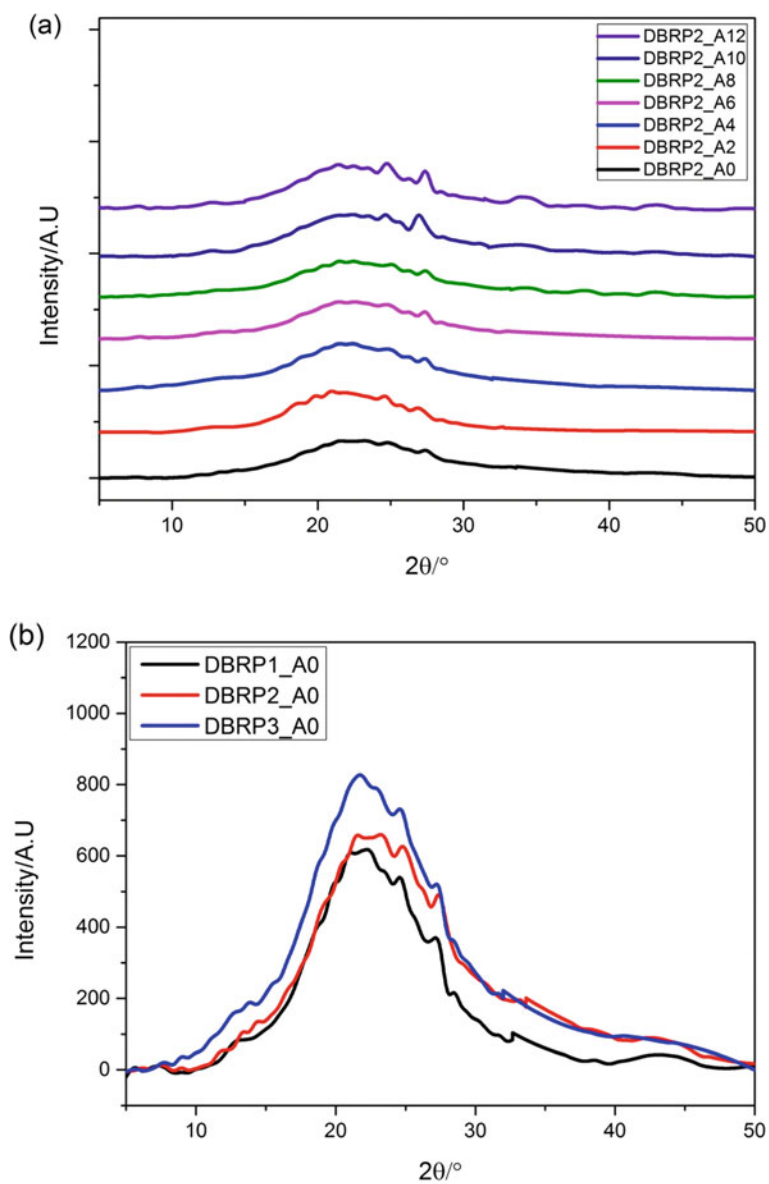 (a)
DBRP2_A12
DBRP2_A10
DBRP2_A8
DBRP2_A6
DBRP2_A4
DBRP2_A2
DBRP2_A0
Intensity/A.U
10 20 30 40 50
2θ/°
(b)
1200
DBRP1_A0
DBRP2_A0
DBRP3_A0
1000
800
600
400
200
0
Intensity/A.U
10 20 30 40 50
2θ/°